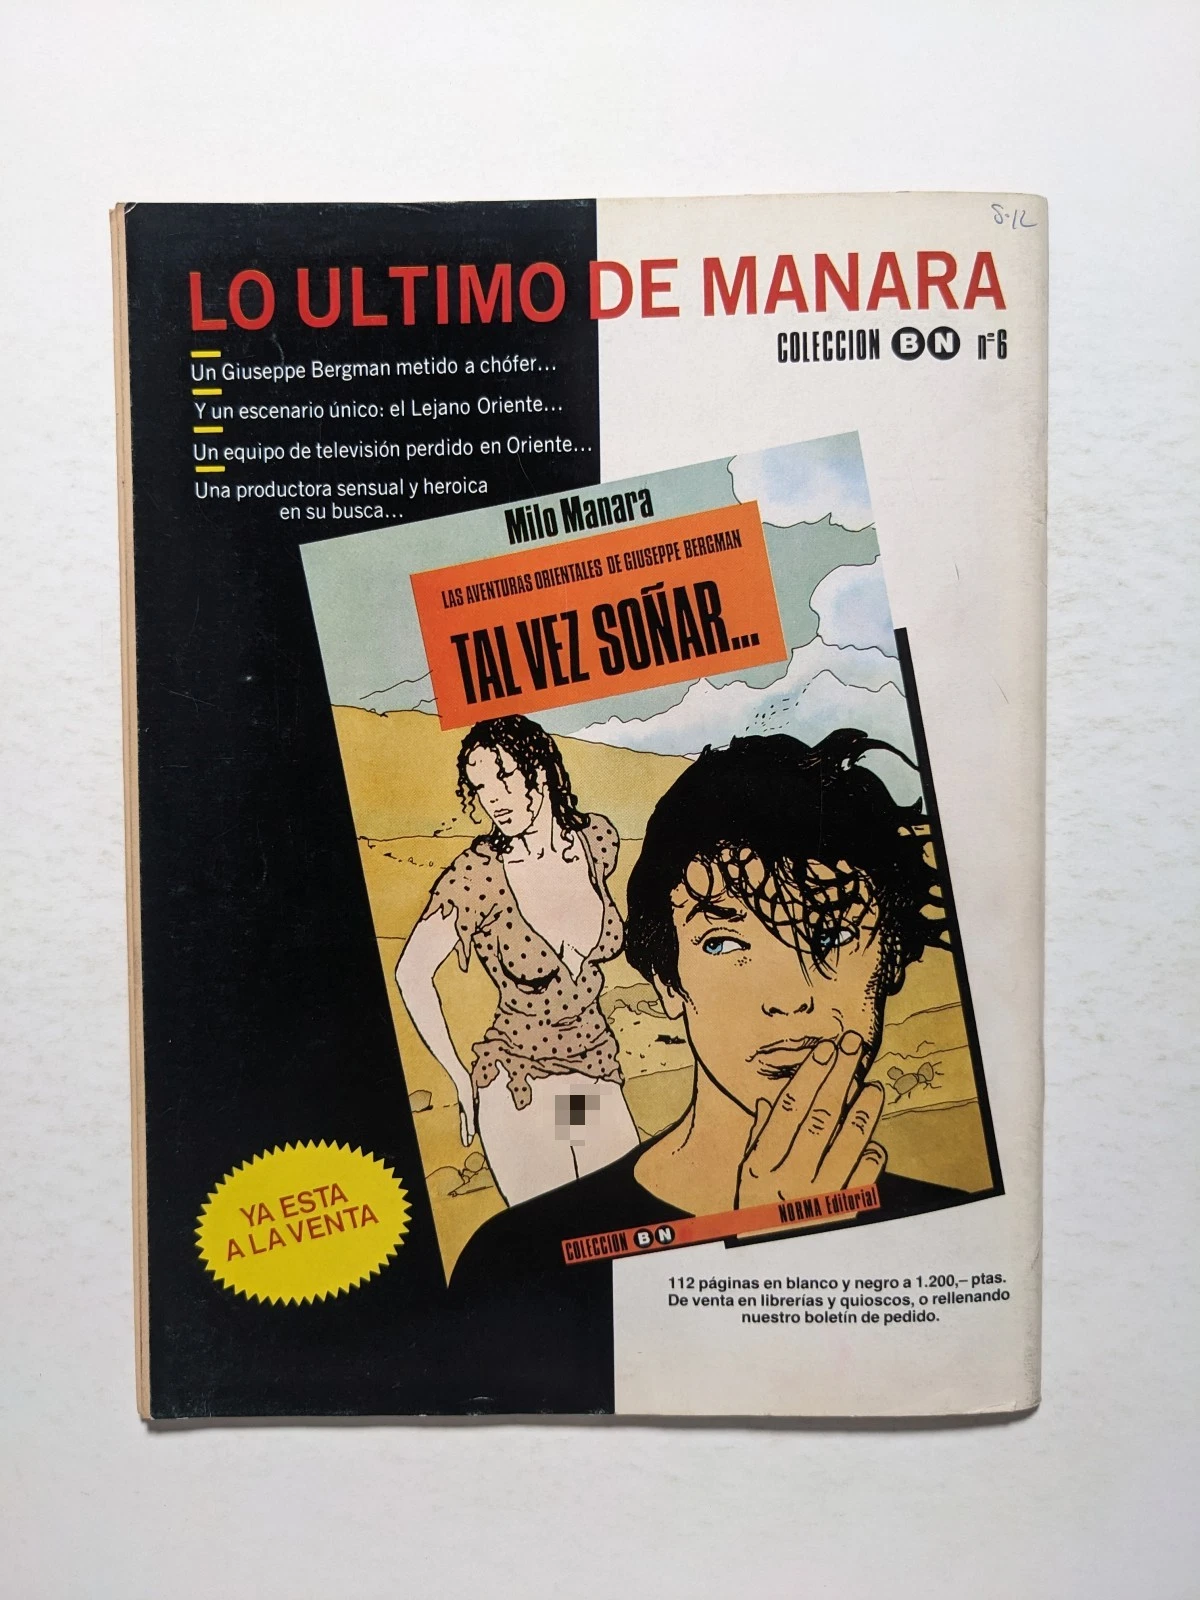 S-12
LO ULTIMO DE MANARA
COLECCION BN nº6
Un Giuseppe Bergman metido a chófer...
Y un escenario único: el Lejano Oriente...
Un equipo de televisión perdido en Oriente...
Una productora sensual y heroica
en su busca...
Milo Manara
LAS AVENTURAS ORIENTALES DE GIUSEPPE BERGMAN
TAL VEZ SOÑAR...
YA ESTA
A LA VENTA
COLECCION BN
NORMA Editorial
112 páginas en blanco y negro a 1.200,– ptas.
De venta en librerías y quioscos, o rellenando
nuestro boletín de pedido.